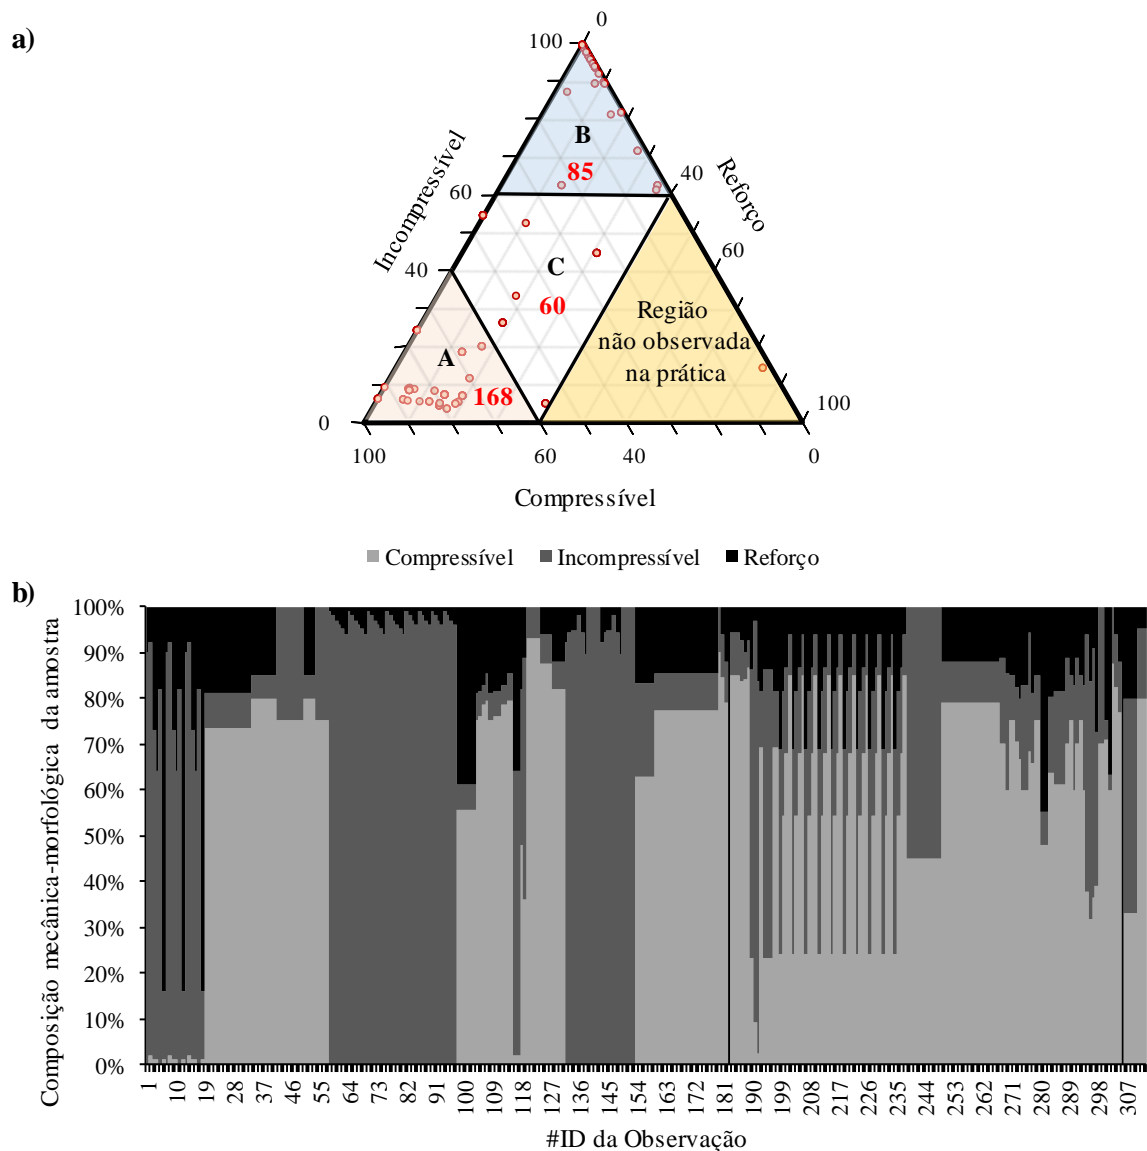 a)
0
100
Incompressível
B
85
Reforço
40
60
C
60
60
40
Região
não observada
na prática
A
168
100
0
100
60
40
0
Compressível
Compressível Incompressível Reforço
b)
Composição mecânica-morfológica da amostra
100%
90%
80%
70%
60%
50%
40%
30%
20%
10%
0%
1 10 19 28 37 46 55 64 73 82 91 100 109 118 127 136 145 154 163 172 181 190 199 208 217 226 235 244 253 262 271 280 289 298 307
#ID da Observação